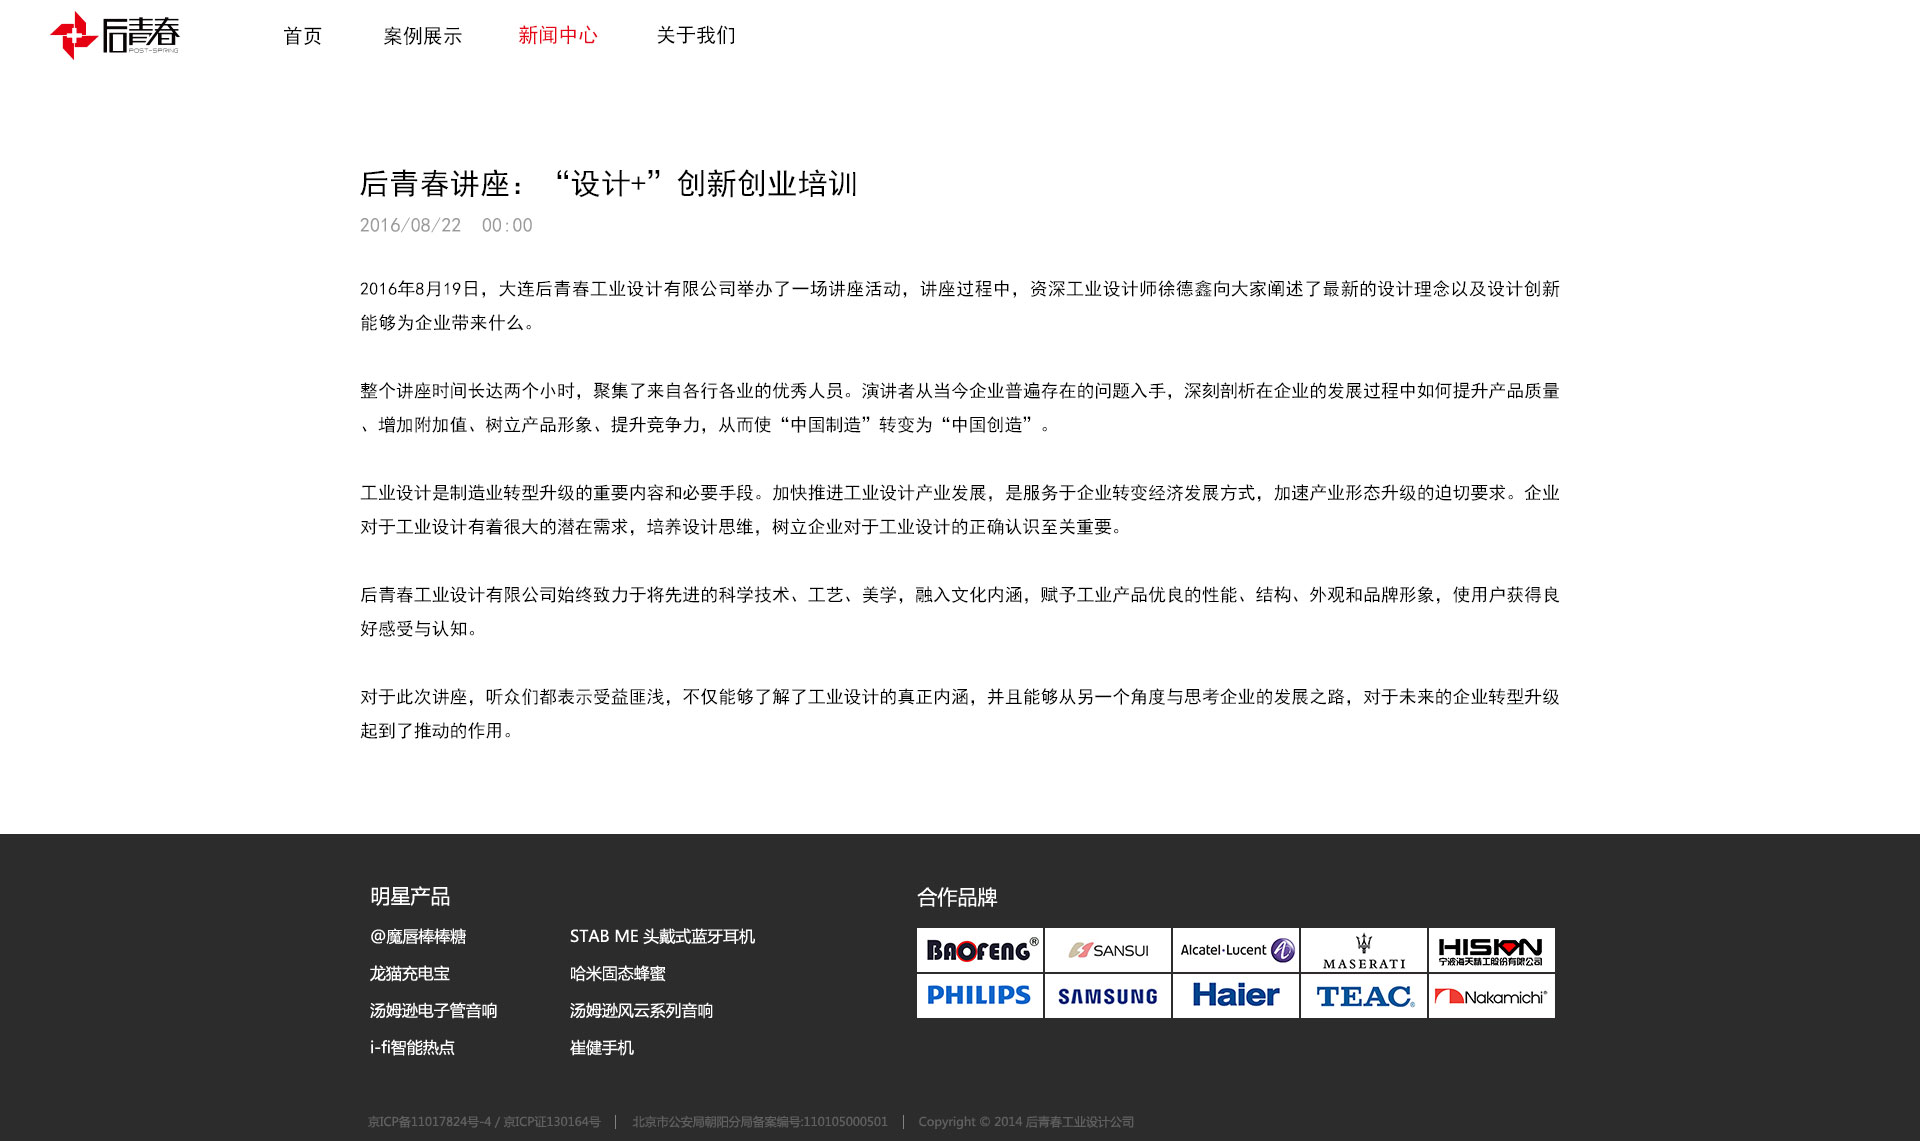 后青春
POST-SPRING
首页
案例展示
新闻中心
关于我们
后青春讲座：“设计+”创新创业培训
2016/08/22 00:00
2016年8月19日，大连后青春工业设计有限公司举办了一场讲座活动，讲座过程中，资深工业设计师徐德鑫向大家阐述了最新的设计理念以及设计创新
能够为企业带来什么。
整个讲座时间长达两个小时，聚集了来自各行各业的优秀人员。演讲者从当今企业普遍存在的问题入手，深刻剖析在企业的发展过程中如何提升产品质量
、增加附加值、树立产品形象、提升竞争力，从而使“中国制造”转变为“中国创造”。
工业设计是制造业转型升级的重要内容和必要手段。加快推进工业设计产业发展，是服务于企业转变经济发展方式，加速产业形态升级的迫切要求。企业
对于工业设计有着很大的潜在需求，培养设计思维，树立企业对于工业设计的正确认识至关重要。
后青春工业设计有限公司始终致力于将先进的科学技术、工艺、美学，融入文化内涵，赋予工业产品优良的性能、结构、外观和品牌形象，使用户获得良
好感受与认知。
对于此次讲座，听众们都表示受益匪浅，不仅能够了解了工业设计的真正内涵，并且能够从另一个角度与思考企业的发展之路，对于未来的企业转型升级
起到了推动的作用。
明星产品
@魔唇棒棒糖
STAB ME 头戴式蓝牙耳机
龙猫充电宝
哈米固态蜂蜜
汤姆逊电子管音响
汤姆逊风云系列音响
i-fi智能热点
崔健手机
合作品牌
BAOFENG®
SANSUI
Alcatel·Lucent
MASERATI
HISION
宁波海天精工股份有限公司
PHILIPS
SAMSUNG
Haier
TEAC®
Nakamichi®
京ICP备11017824号-4 / 京ICP证130164号 | 北京市公安局朝阳分局备案编号:110105000501 | Copyright © 2014 后青春工业设计公司